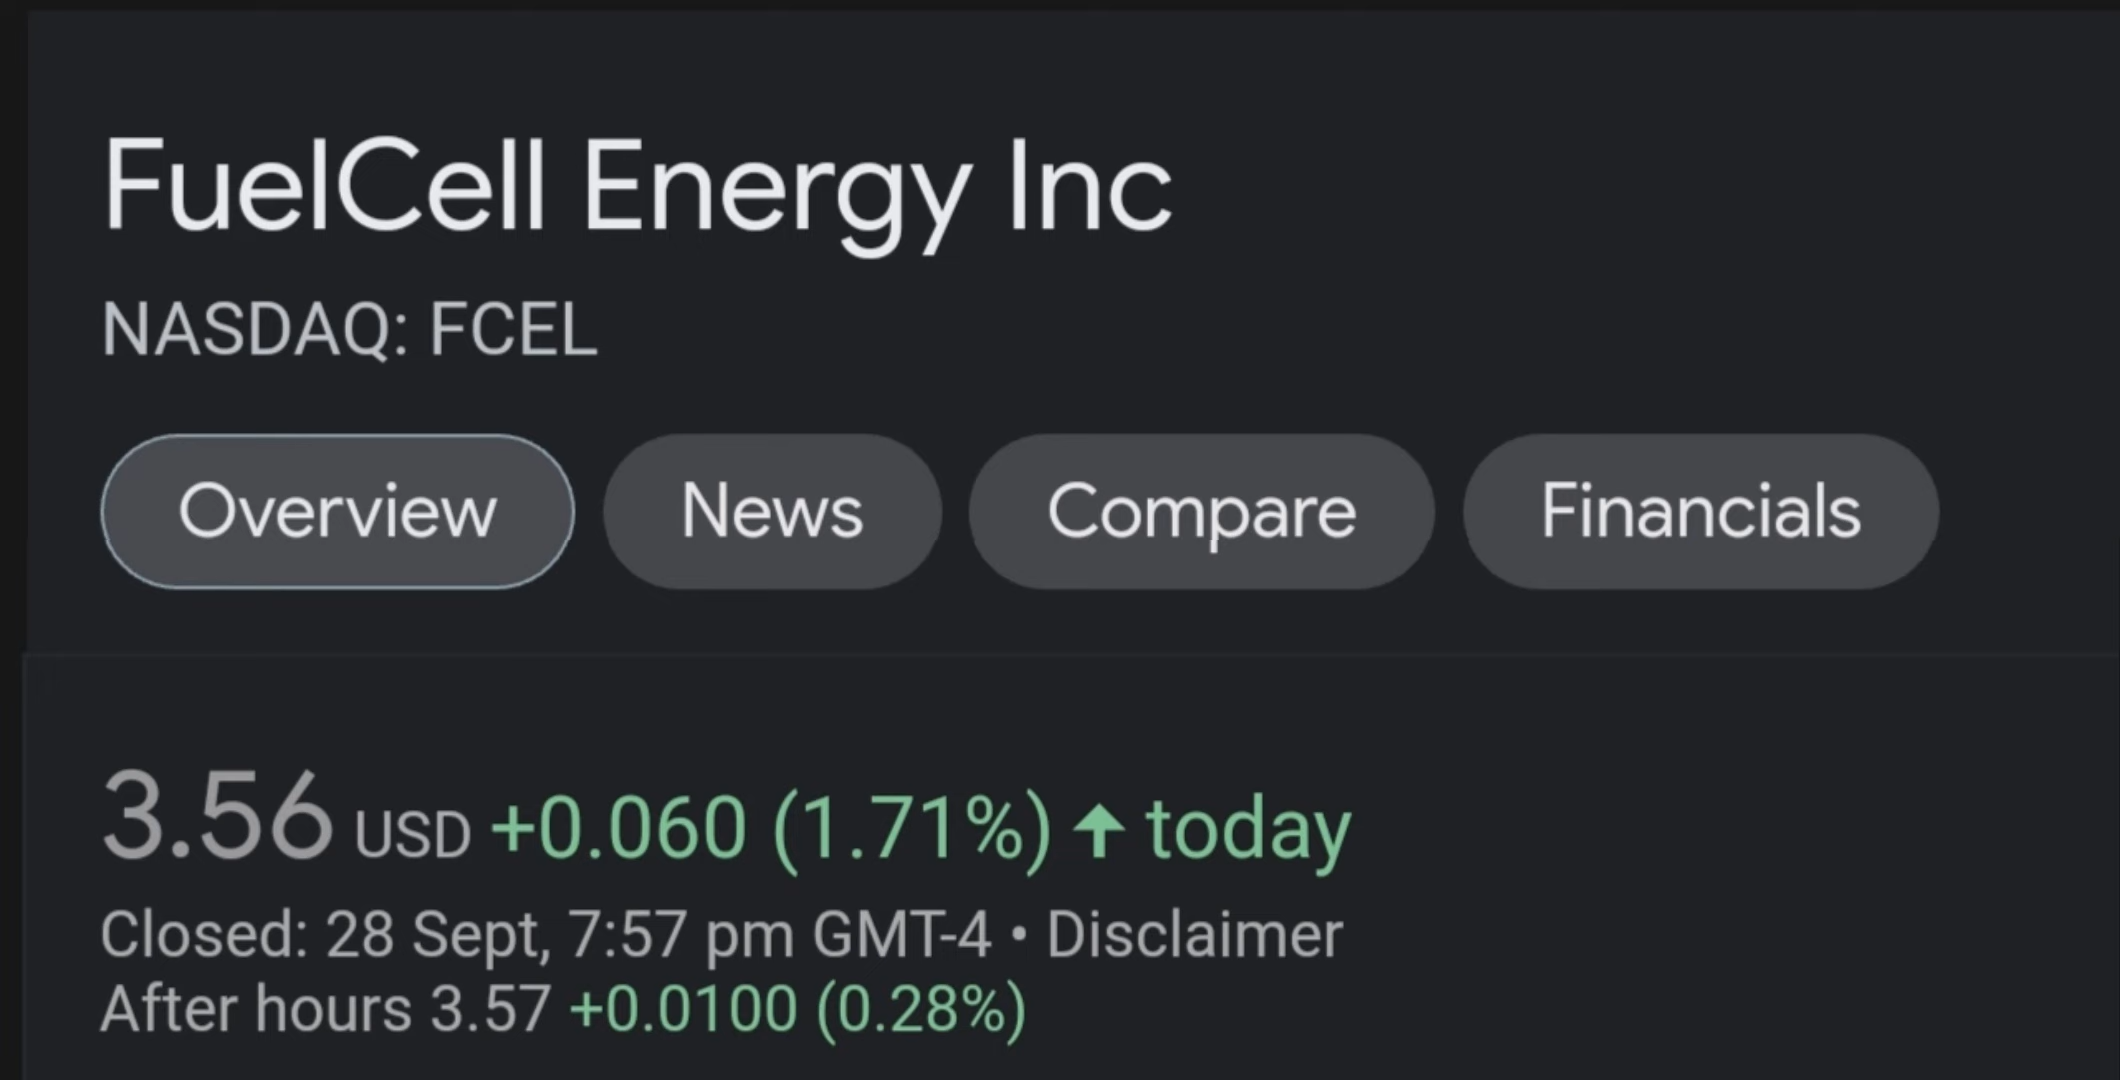 FuelCell Energy Inc
NASDAQ: FCEL
Overview News Compare Financials
3.56 USD +0.060 (1.71%) ↑ today
Closed: 28 Sept, 7:57 pm GMT-4 • Disclaimer
After hours 3.57 +0.0100 (0.28%)